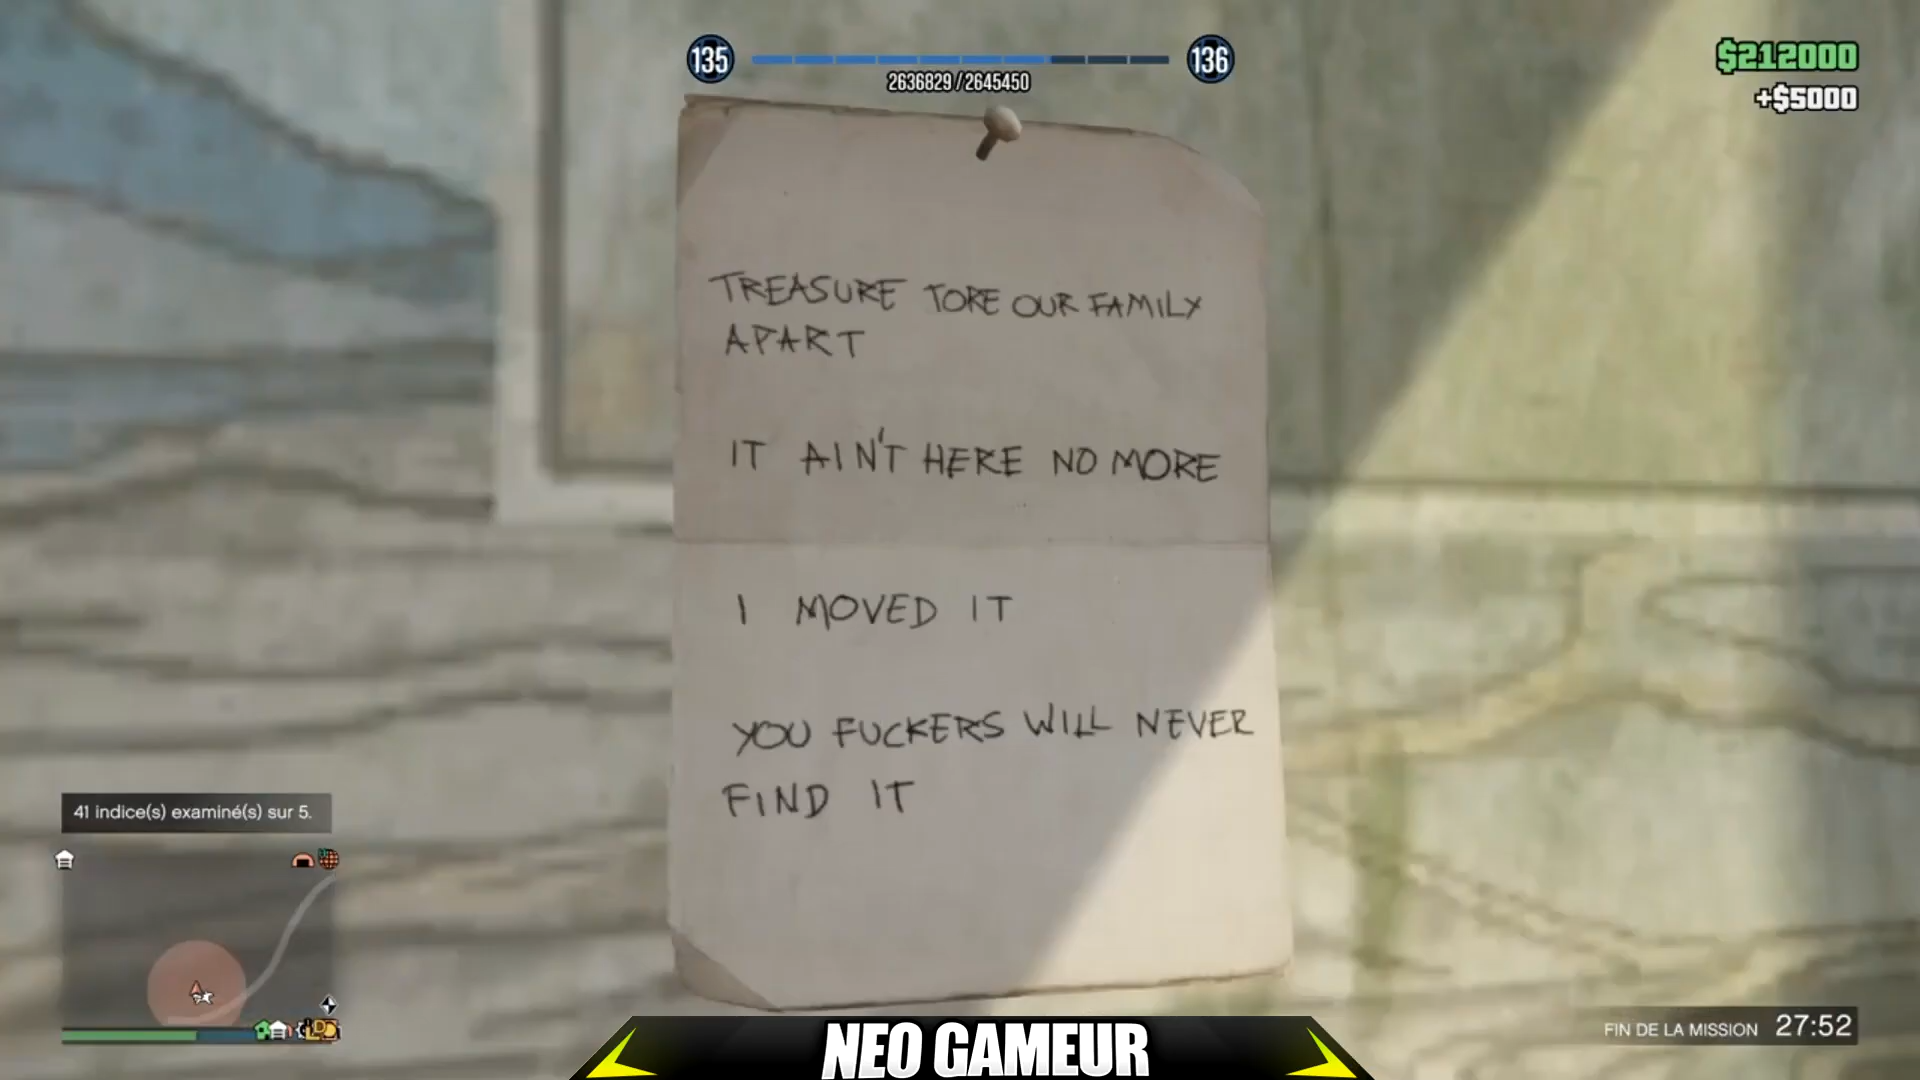 135
136
2636829/2645450
$212000
+$5000
TREASURE TORE OUR FAMILY
APART
IT AIN'T HERE NO MORE
I MOVED IT
YOU FUCKERS WILL NEVER
FIND IT
41 indice(s) examiné(s) sur 5.
FIN DE LA MISSION 27:52
NEO GAMEUR